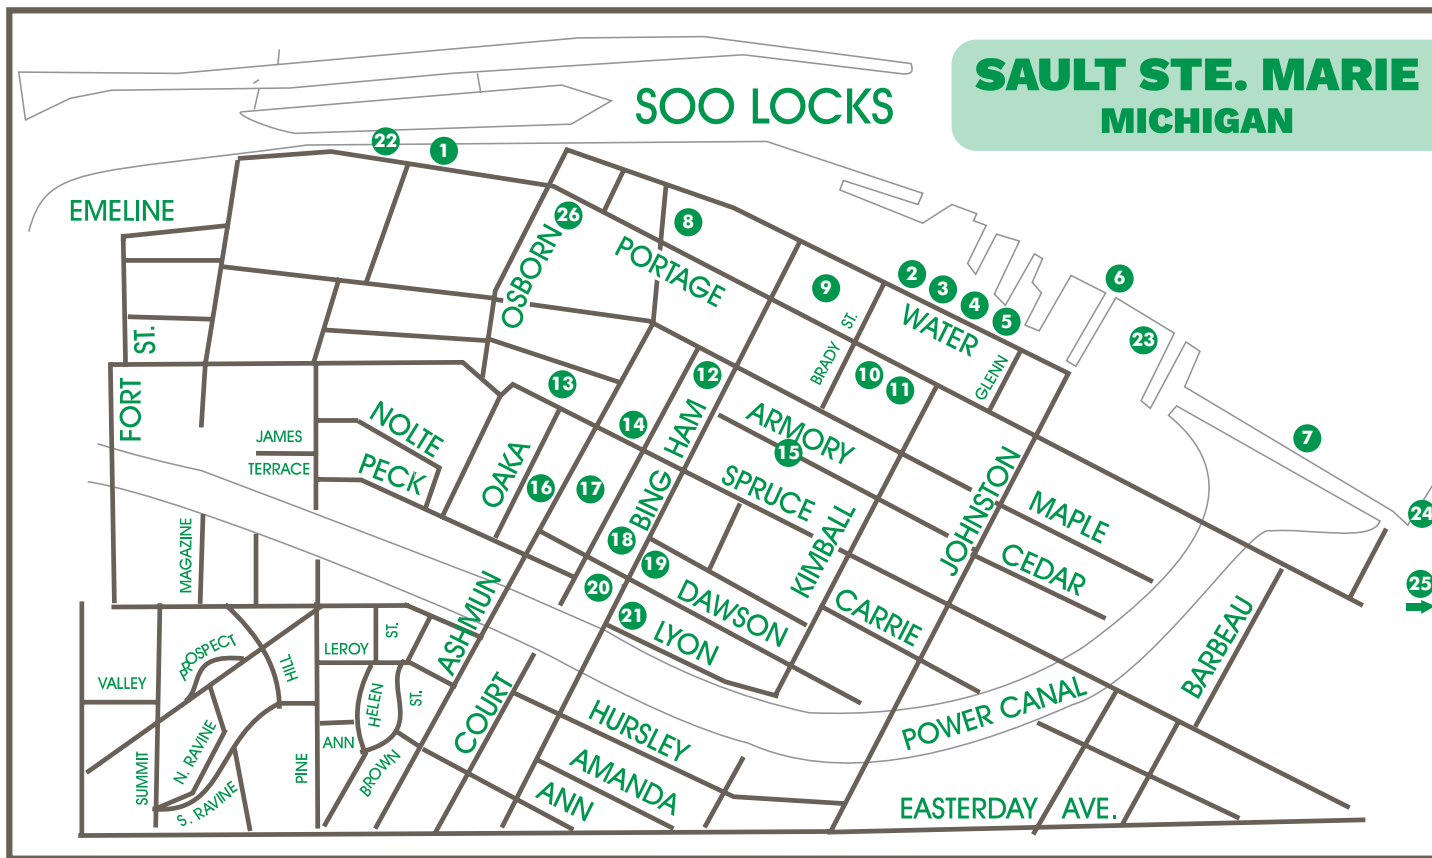 SAULT STE. MARIE
MICHIGAN
SOO LOCKS
22
1
EMELINE
26
8
OSBORN
PORTAGE
9
2
3
4
5
6
23
WATER
ST.
BRADY
GLENN
ST.
FORT
12
10
11
13
14
ARMORY
15
7
JAMES
TERRACE
NOLTE
PECK
OAKA
16
17
BING HAM
SPRUCE
KIMBALL
JOHNSTON
MAPLE
CEDAR
24
25
MAGAZINE
18
19
20
21
DAWSON
LYON
CARRIE
BARBEAU
ASHMUN
COURT
POWER CANAL
PROSPECT
HILL
LEROY
ST.
VALLEY
HELEN
ST.
N. RAVINE
ANN
SUMMIT
S. RAVINE
PINE
BROWN
HURSLEY
AMANDA
ANN
EASTERDAY AVE.